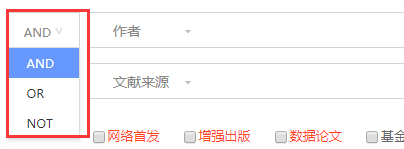 AND 作者
AND
文献来源
OR
NOT
网络首发 增强出版 数据论文 基金